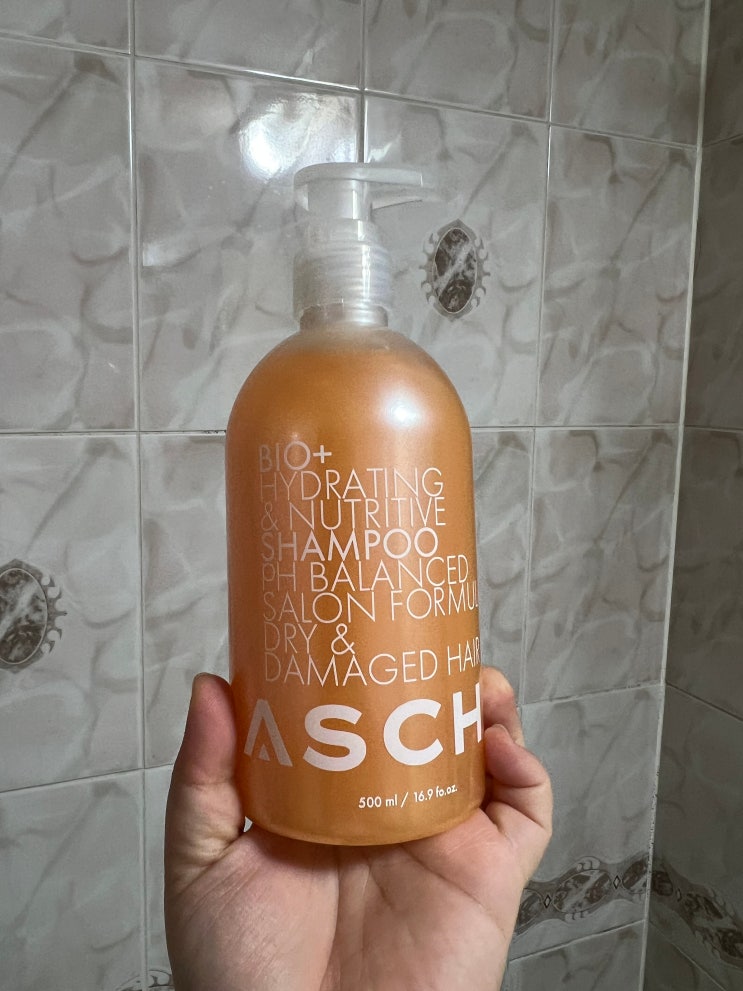 BIO+
HYDRATING
& NUTRITIVE
SHAMPOO
pH BALANCED
SALON FORMUL
DRY &
DAMAGED HAIR
ASCH
500 ml / 16.9 fo.oz.